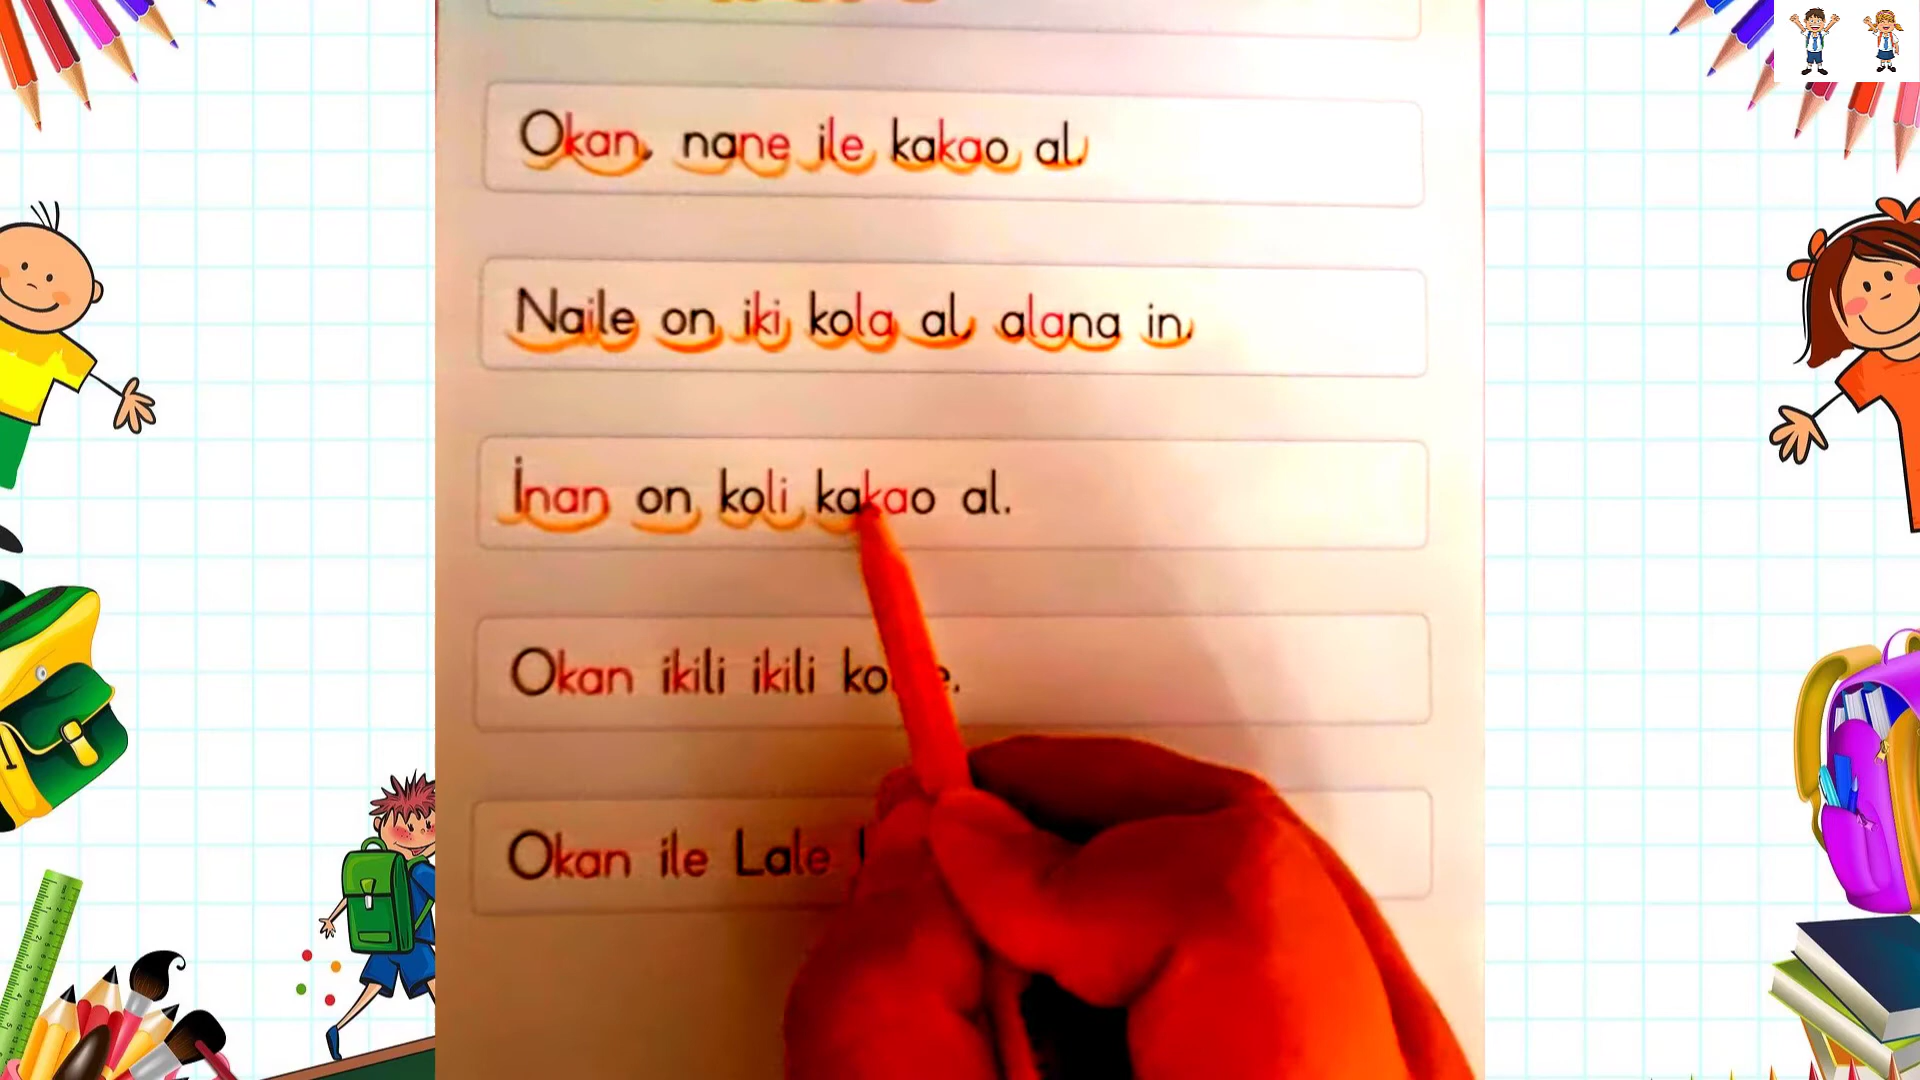 Okan, nane ile kakao al.
Naile on iki kola al, alana in.
İnan on koli kakao al.
Okan ikili ikili
Okan ile Lale